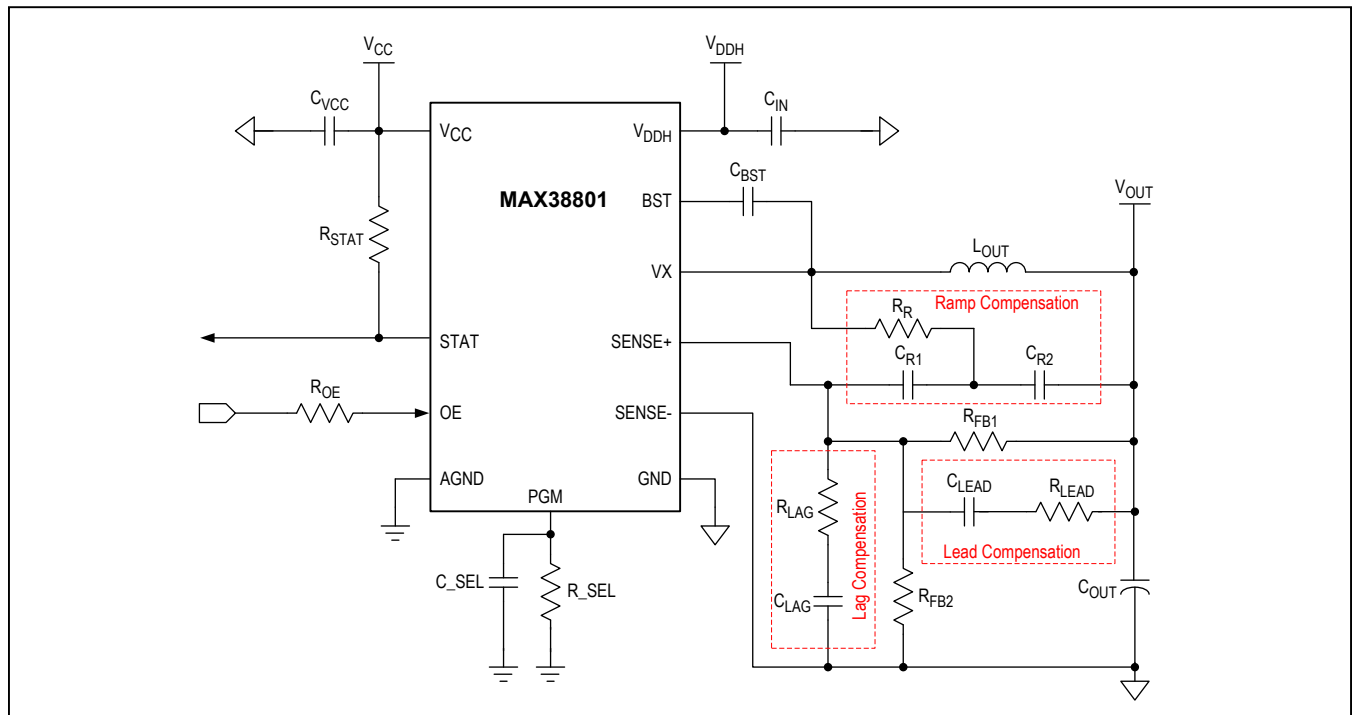 VCC
VDDH
CVCC
CIN
VCC
VDDH
CBST
MAX38801
BST
VOUT
RSTAT
LOUT
VX
Ramp Compensation
RR
STAT
SENSE+
CR1
CR2
ROE
OE
SENSE-
RFB1
AGND
GND
CLEAD
RLEAD
PGM
RLAG
Lag Compensation
Lead Compensation
C_SEL
R_SEL
CLAG
RFB2
COUT